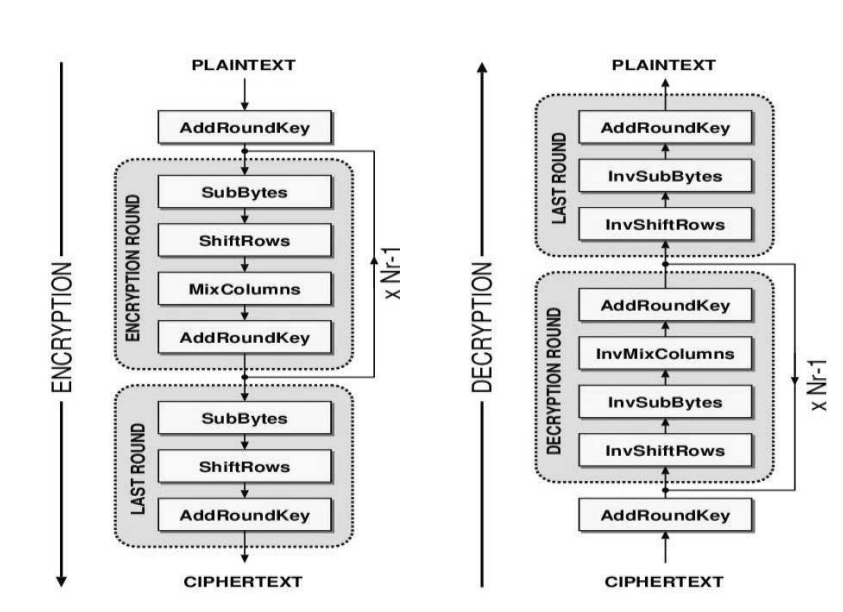 PLAINTEXT
AddRoundKey
ENCRYPTION
ENCRYPTION ROUND
SubBytes
ShiftRows
MixColumns
AddRoundKey
x Nr-1
LAST ROUND
SubBytes
ShiftRows
AddRoundKey
CIPHERTEXT
PLAINTEXT
DECRYPTION
LAST ROUND
AddRoundKey
InvSubBytes
InvShiftRows
DECRYPTION ROUND
AddRoundKey
InvMixColumns
InvSubBytes
InvShiftRows
x Nr-1
AddRoundKey
CIPHERTEXT